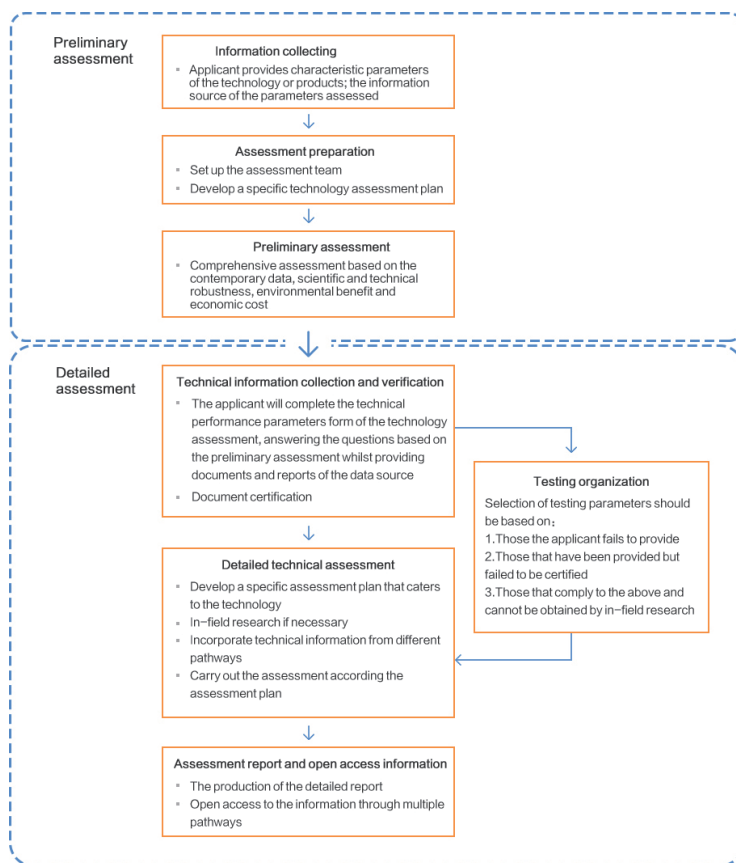 Preliminary
assessment
Information collecting
▫ Applicant provides characteristic parameters
of the technology or products; the information
source of the parameters assessed
Assessment preparation
▫ Set up the assessment team
▫ Develop a specific technology assessment plan
Preliminary assessment
▫ Comprehensive assessment based on the
contemporary data, scientific and technical
robustness, environmental benefit and
economic cost
Detailed
assessment
Technical information collection and verification
▫ The applicant will complete the technical
performance parameters form of the technology
assessment, answering the questions based on
the preliminary assessment whilst providing
documents and reports of the data source
▫ Document certification
Testing organization
Selection of testing parameters should
be based on:
1.Those the applicant fails to provide
2.Those that have been provided but
failed to be certified
3.Those that comply to the above and
cannot be obtained by in-field research
Detailed technical assessment
▫ Develop a specific assessment plan that caters
to the technology
▫ In-field research if necessary
▫ Incorporate technical information from different
pathways
▫ Carry out the assessment according the
assessment plan
Assessment report and open access information
▫ The production of the detailed report
▫ Open access to the information through multiple
pathways